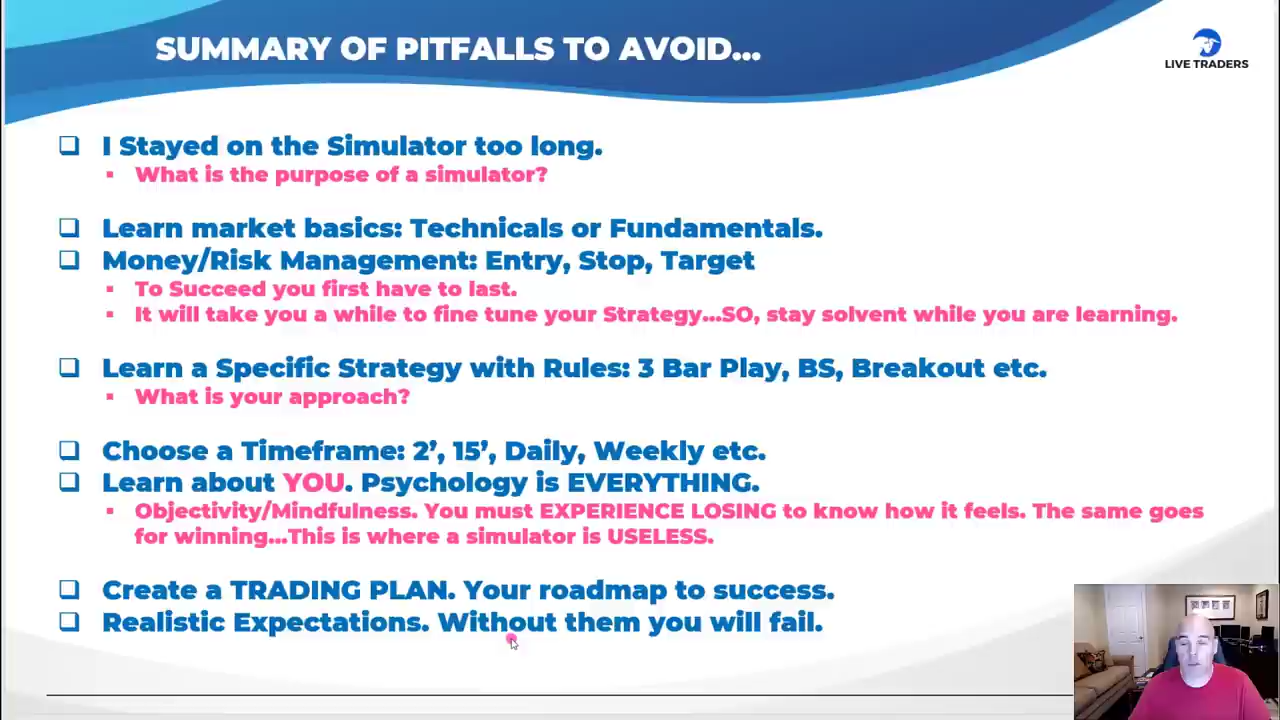 SUMMARY OF PITFALLS TO AVOID...
LIVE TRADERS
I Stayed on the Simulator too long.
What is the purpose of a simulator?
Learn market basics: Technicals or Fundamentals.
Money/Risk Management: Entry, Stop, Target
To Succeed you first have to last.
It will take you a while to fine tune your Strategy...SO, stay solvent while you are learning.
Learn a Specific Strategy with Rules: 3 Bar Play, BS, Breakout etc.
What is your approach?
Choose a Timeframe: 2’, 15’, Daily, Weekly etc.
Learn about YOU. Psychology is EVERYTHING.
Objectivity/Mindfulness. You must EXPERIENCE LOSING to know how it feels. The same goes
for winning...This is where a simulator is USELESS.
Create a TRADING PLAN. Your roadmap to success.
Realistic Expectations. Without them you will fail.